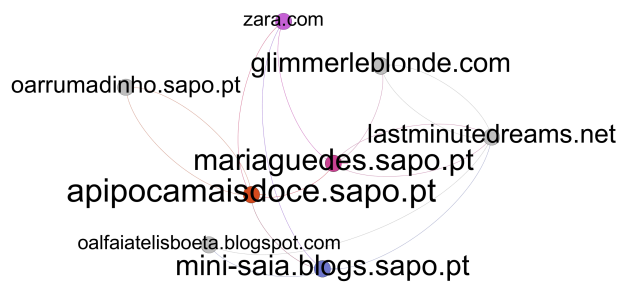 zara.com
glimmerleblonde.com
oarrumadinho.sapo.pt
lastminutedreams.net
mariaguedes.sapo.pt
apipocamaisdoce.sapo.pt
oalfaiatelisboeta.blogspot.com
mini-saia.blogs.sapo.pt